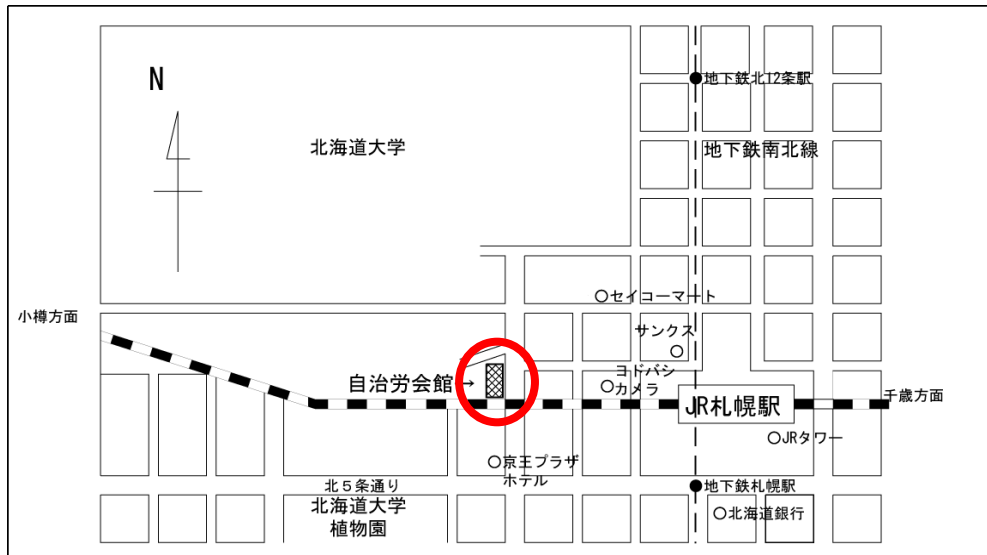 N
地下鉄北12条駅
北海道大学
地下鉄南北線
セイコーマート
小樽方面
サンクス
ヨドバシ
カメラ
自治労会館→
JR札幌駅
千歳方面
JRタワー
京王プラザ
ホテル
北5条通り
地下鉄札幌駅
北海道大学
植物園
北海道銀行